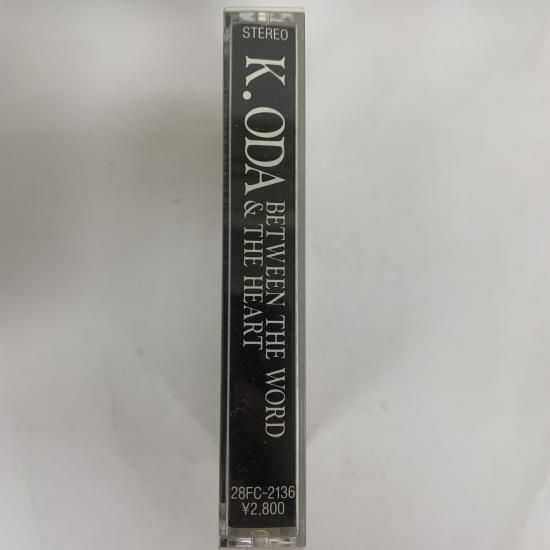 STEREO
K. ODA
BETWEEN THE WORD
& THE HEART
28FC-2136
¥2,800